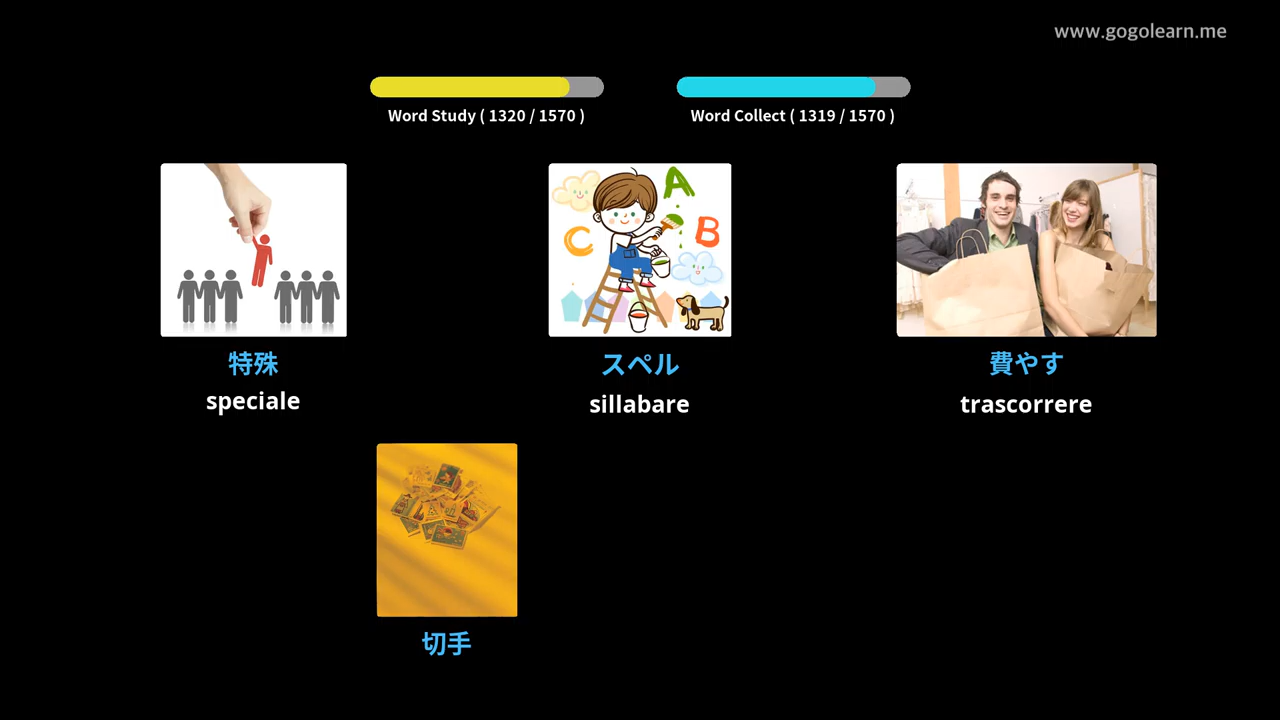 www.gogolearn.me
Word Study ( 1320 / 1570 )
Word Collect ( 1319 / 1570 )
A
B
C
特殊
スペル
費やす
speciale
sillabare
trascorrere
切手